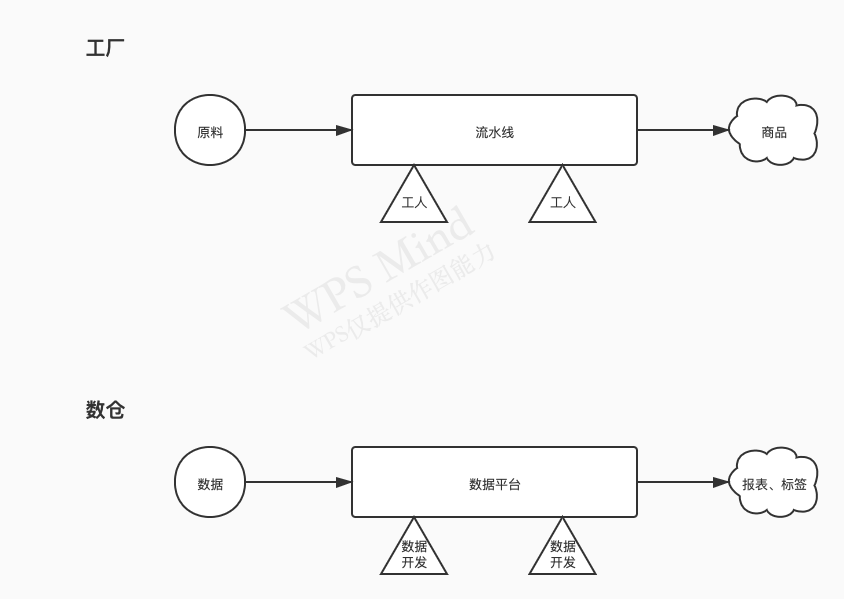 工厂
原料
流水线
商品
工人
工人
WPS Mind
WPS仅提供作图能力
数仓
数据
数据平台
报表、标签
数据
开发
数据
开发